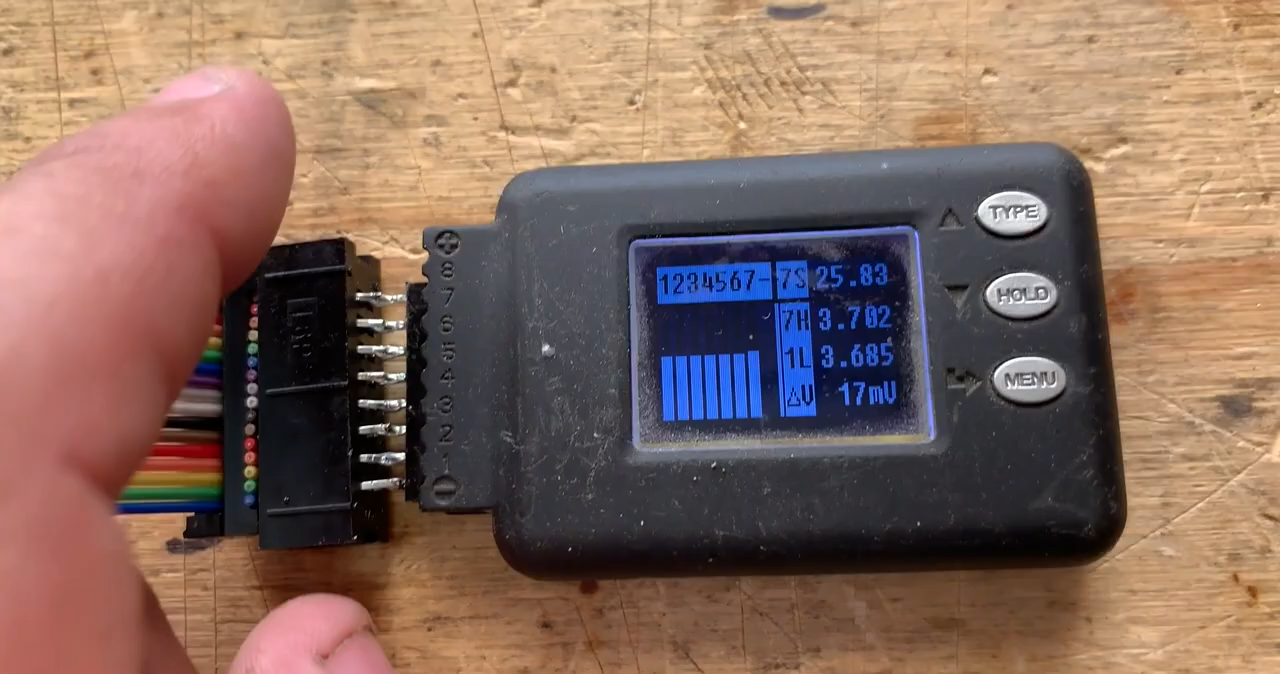 8
7
6
5
4
3
2
1
1234567- 7S 25.83
7H 3.702
1L 3.685
ΔV 17mV
TYPE
HOLD
MENU